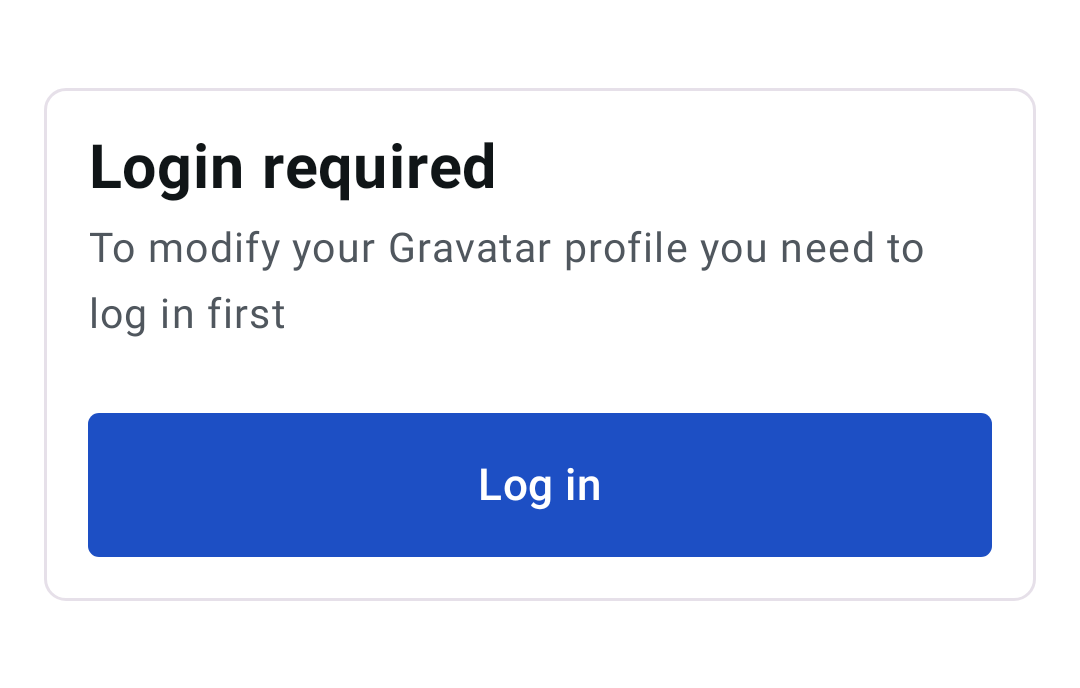 Login required
To modify your Gravatar profile you need to
log in first
Log in